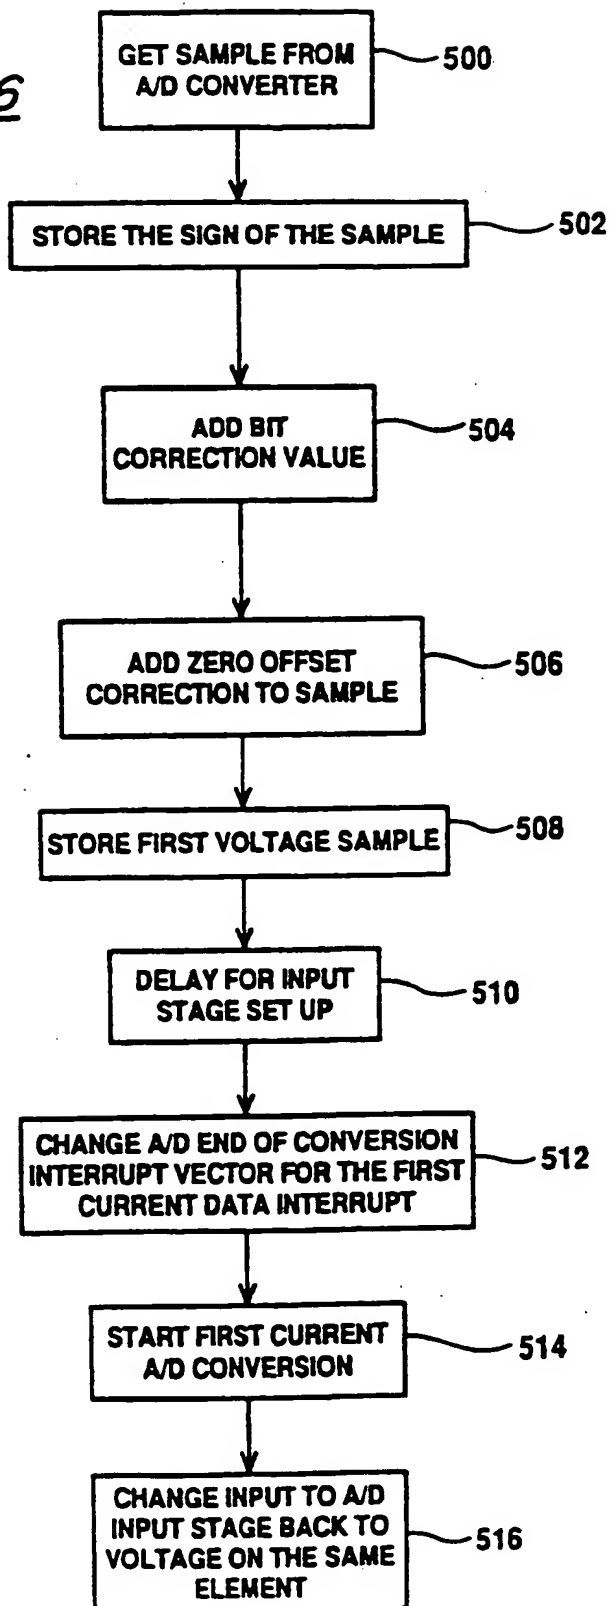 5
GET SAMPLE FROM
A/D CONVERTER
500
STORE THE SIGN OF THE SAMPLE
502
ADD BIT
CORRECTION VALUE
504
ADD ZERO OFFSET
CORRECTION TO SAMPLE
506
STORE FIRST VOLTAGE SAMPLE
508
DELAY FOR INPUT
STAGE SET UP
510
CHANGE A/D END OF CONVERSION
INTERRUPT VECTOR FOR THE FIRST
CURRENT DATA INTERRUPT
512
START FIRST CURRENT
A/D CONVERSION
514
CHANGE INPUT TO A/D
INPUT STAGE BACK TO
VOLTAGE ON THE SAME
ELEMENT
516